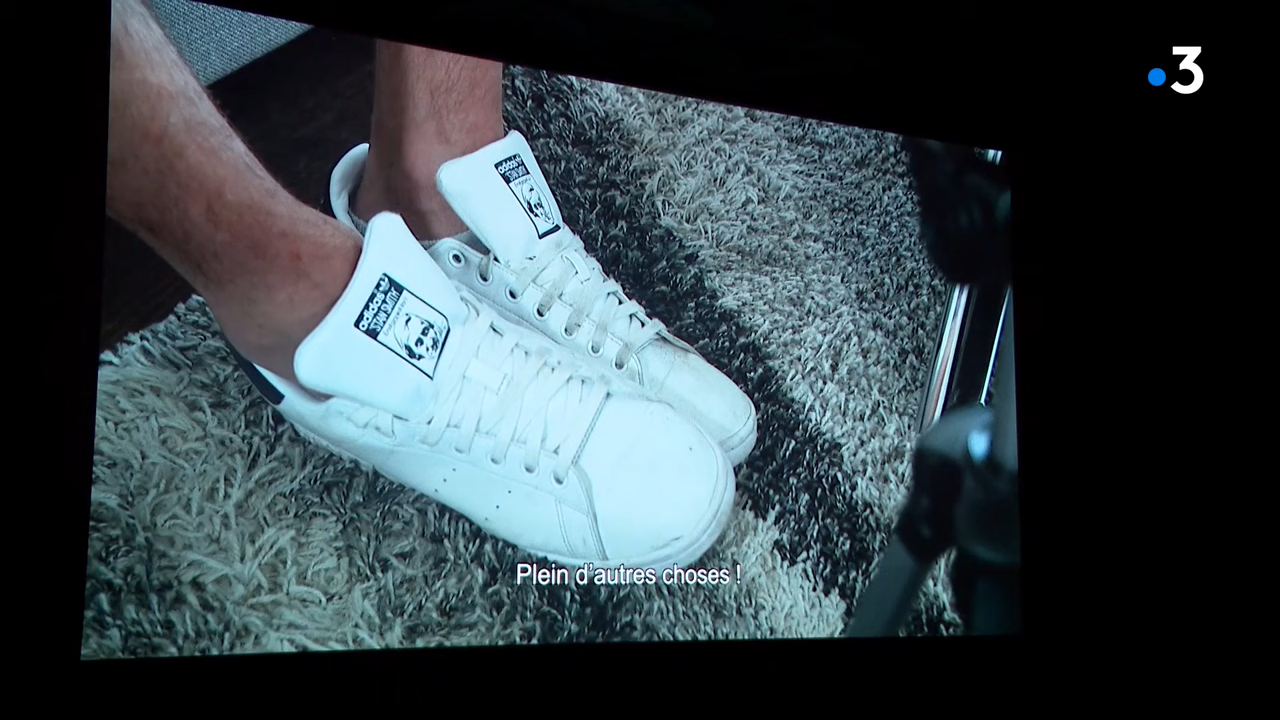 3
adidas
STAN SMITH
adidas
STAN SMITH
Plein d'autres choses !